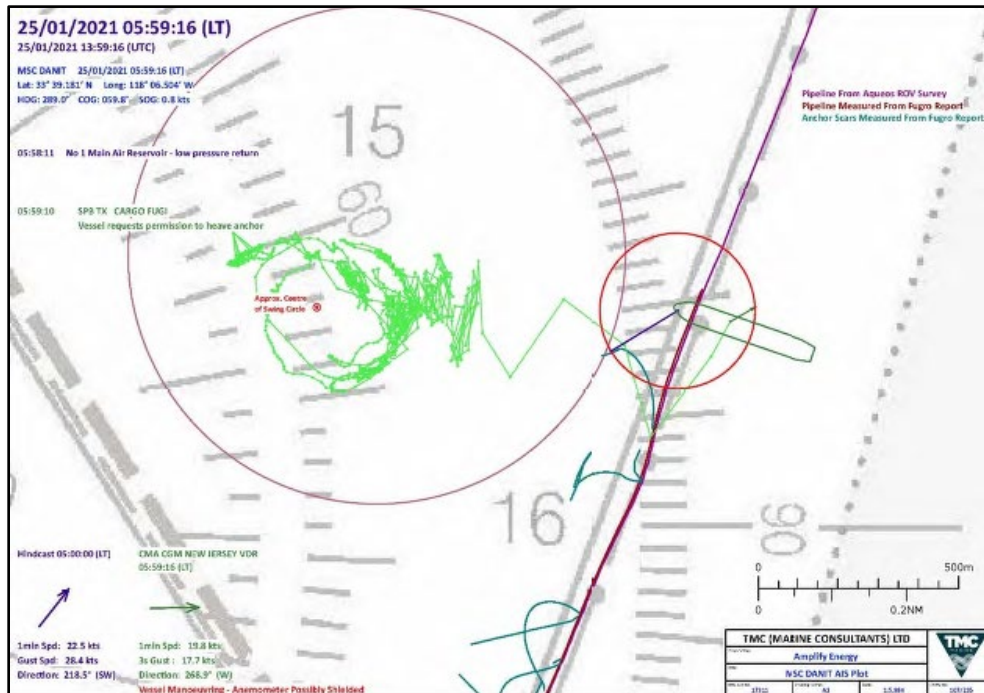 25/01/2021 05:59:16 (LT)
25/01/2021 13:59:16 (UTC)
MSC DANIT 25/01/2021 05:59:16 (LT)
Lat: 33° 39.181' N Long: 118° 06.504' W
HDG: 289.0° COG: 059.8° SOG: 0.8 kts
Pipeline From Aqueos ROV Survey
Pipeline Measured From Fugro Report
Anchor Scars Measured From Fugro Report
15
05:58:11 No 1 Main Air Reservoir - low pressure return
60
05:59:10 SPB TX CARGO FUGI
Vessel requests permission to heave anchor
Approx. Centre
of Swing Circle
16
90
Hindcast 05:00:00 (LT)
CMA CGM NEW JERSEY VDR
05:59:16 (LT)
0 500m
0 0.2NM
1min Spd: 22.5 kts
Gust Spd: 28.4 kts
Direction: 218.5° (SW)
1min Spd: 19.8 kts
3s Gust : 17.7 kts
Direction: 268.9° (W)
Vessel Manoeuvring - Anemometer Possibly Shielded
TMC (MARINE CONSULTANTS) LTD
Amplify Energy
MSC DANIT AIS Plot
A3
TMC